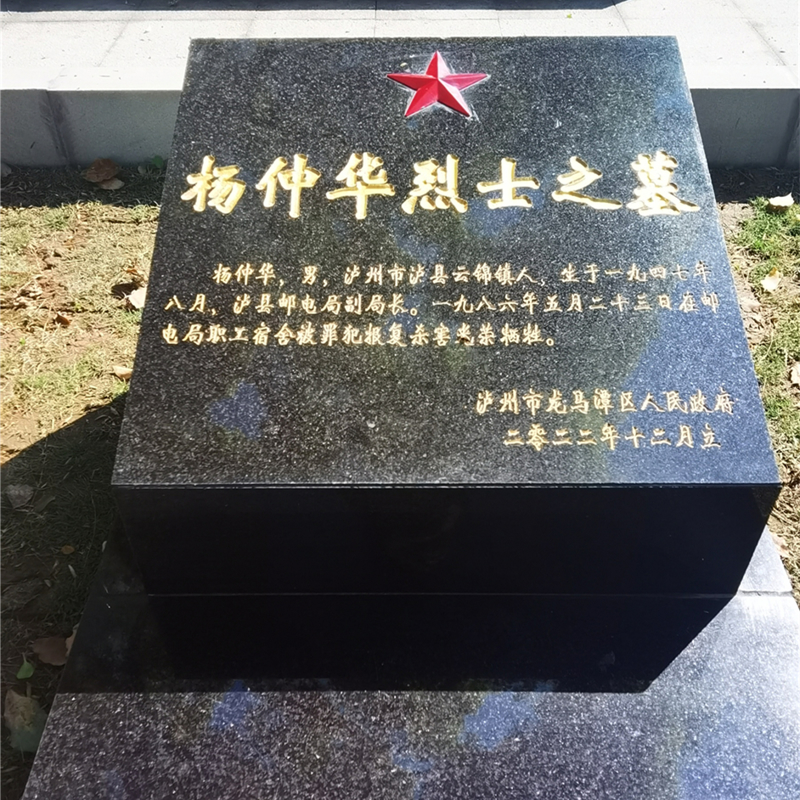 杨仲华烈士之墓
杨仲华，男，泸州市泸县云锦镇人，生于一九四七年
八月，泸县邮电局副局长。一九八六年五月二十三日在邮
电局职工宿舍被罪犯报复杀害光荣牺牲。
泸州市龙马潭区人民政府
二零二二年十二月立